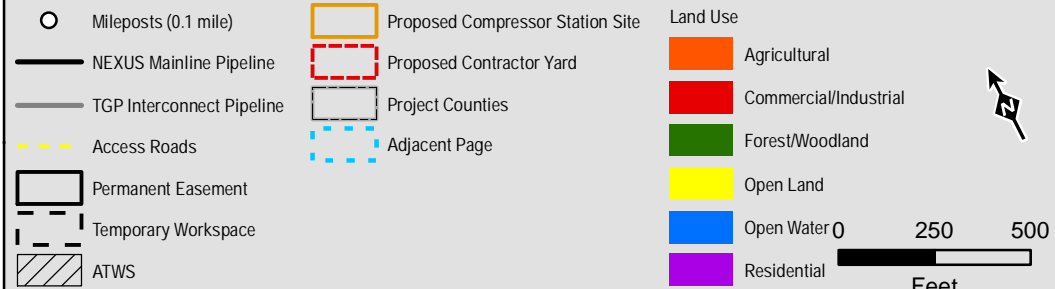 Mileposts (0.1 mile)
NEXUS Mainline Pipeline
TGP Interconnect Pipeline
Access Roads
Permanent Easement
Temporary Workspace
ATWS
Proposed Compressor Station Site
Proposed Contractor Yard
Project Counties
Adjacent Page
Land Use
Agricultural
Commercial/Industrial
Forest/Woodland
Open Land
Open Water
Residential
N
0 250 500
Feet